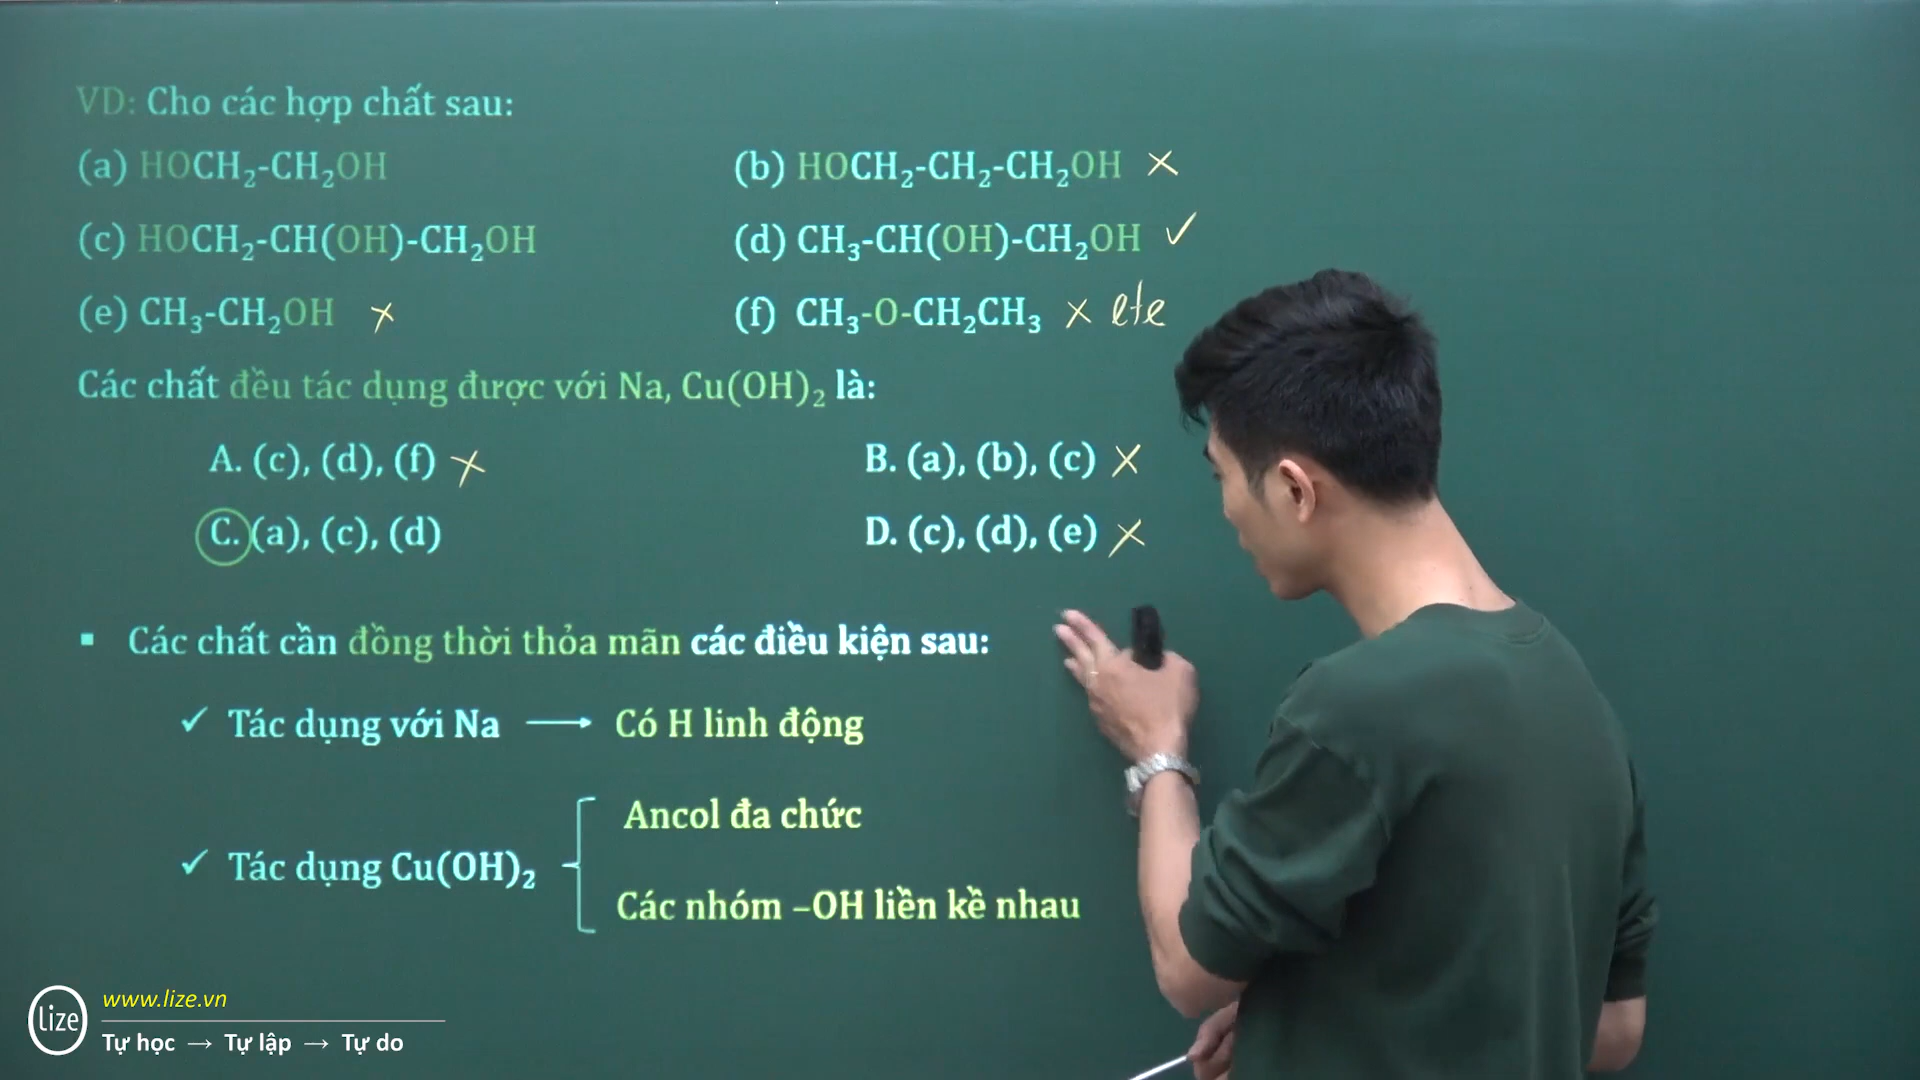 VD: Cho các hợp chất sau:
(a) HOCH₂-CH₂OH
(b) HOCH₂-CH₂-CH₂OH ×
(c) HOCH₂-CH(OH)-CH₂OH
(d) CH₃-CH(OH)-CH₂OH ✓
(e) CH₃-CH₂OH ×
(f) CH₃-O-CH₂CH₃ × ete
Các chất đều tác dụng được với Na, Cu(OH)₂ là:
A. (c), (d), (f) ×
B. (a), (b), (c) ×
C. (a), (c), (d)
D. (c), (d), (e) ×
▪ Các chất cần đồng thời thỏa mãn các điều kiện sau:
✓ Tác dụng với Na → Có H linh động
Ancol đa chức
✓ Tác dụng Cu(OH)₂
Các nhóm –OH liền kề nhau
lize
www.lize.vn
Tự học → Tự lập → Tự do